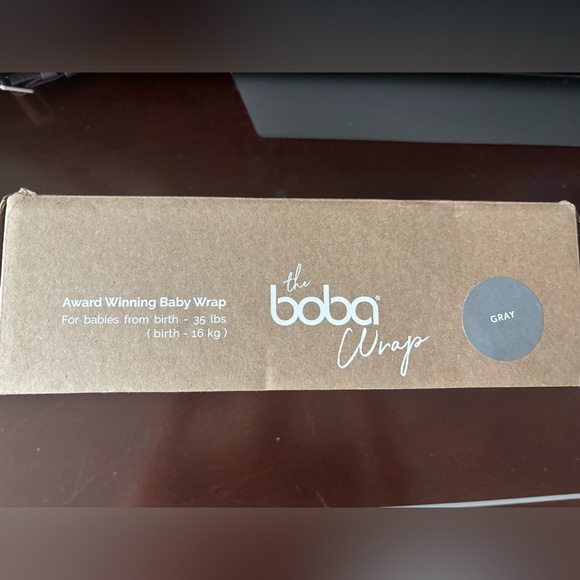 Award Winning Baby Wrap
For babies from birth - 35 lbs
( birth - 16 kg )
the
boba®
Wrap
GRAY